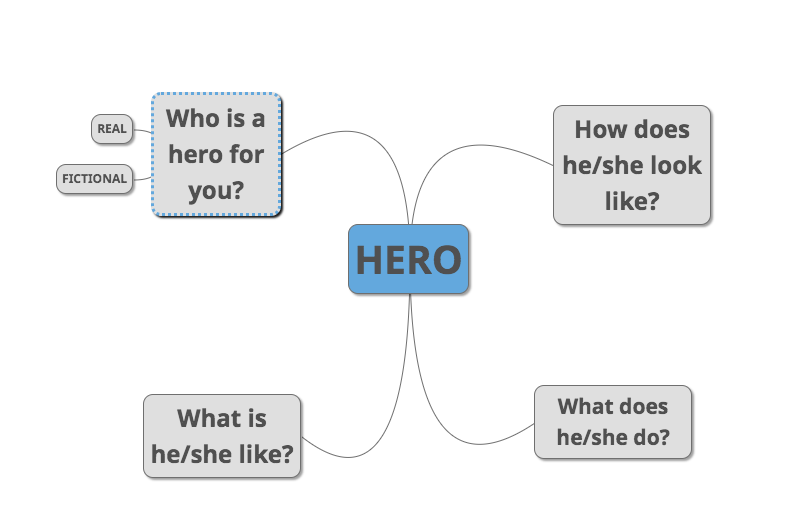 Who is a
hero for
you?
REAL
FICTIONAL
How does
he/she look
like?
HERO
What is
he/she like?
What does
he/she do?